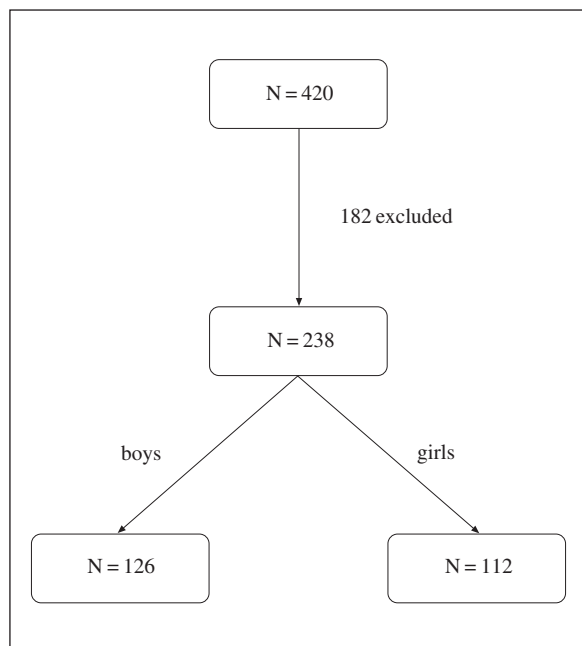 N = 420
182 excluded
N = 238
boys
girls
N = 126
N = 112